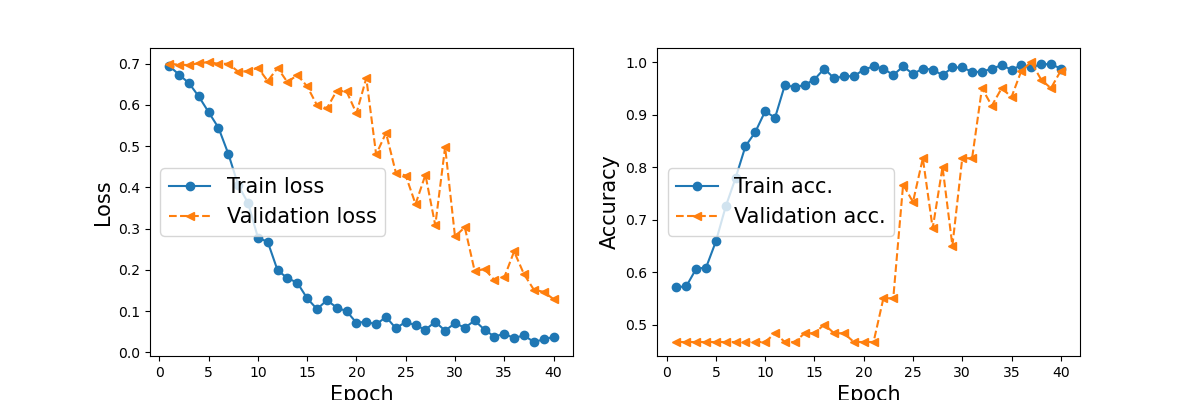 0.7
0.6
0.5
0.4
0.3
0.2
0.1
0.0
Loss
Train loss
Validation loss
0 5 10 15 20 25 30 35 40
Epoch
1.0
0.9
0.8
0.7
0.6
0.5
Accuracy
Train acc.
Validation acc.
0 5 10 15 20 25 30 35 40
Epoch